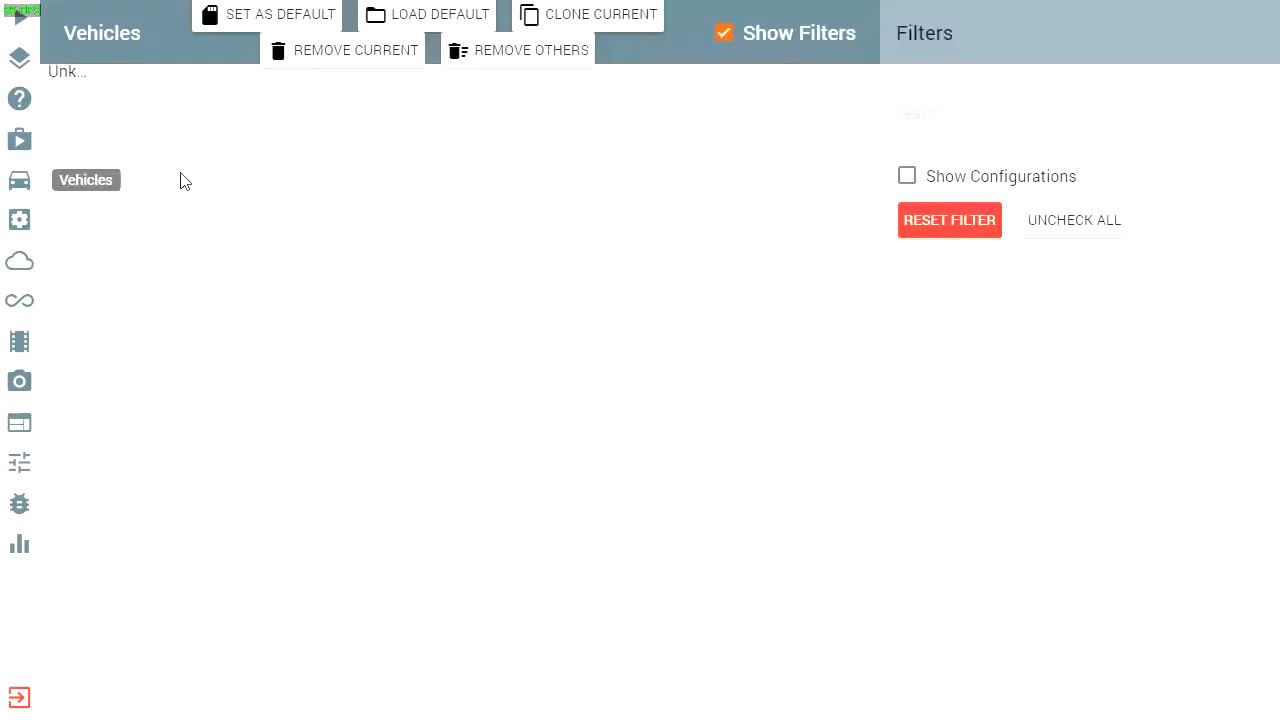 Vehicles
SET AS DEFAULT
LOAD DEFAULT
CLONE CURRENT
REMOVE CURRENT
REMOVE OTHERS
Show Filters
Filters
Unk...
Search
Vehicles
Show Configurations
RESET FILTER
UNCHECK ALL